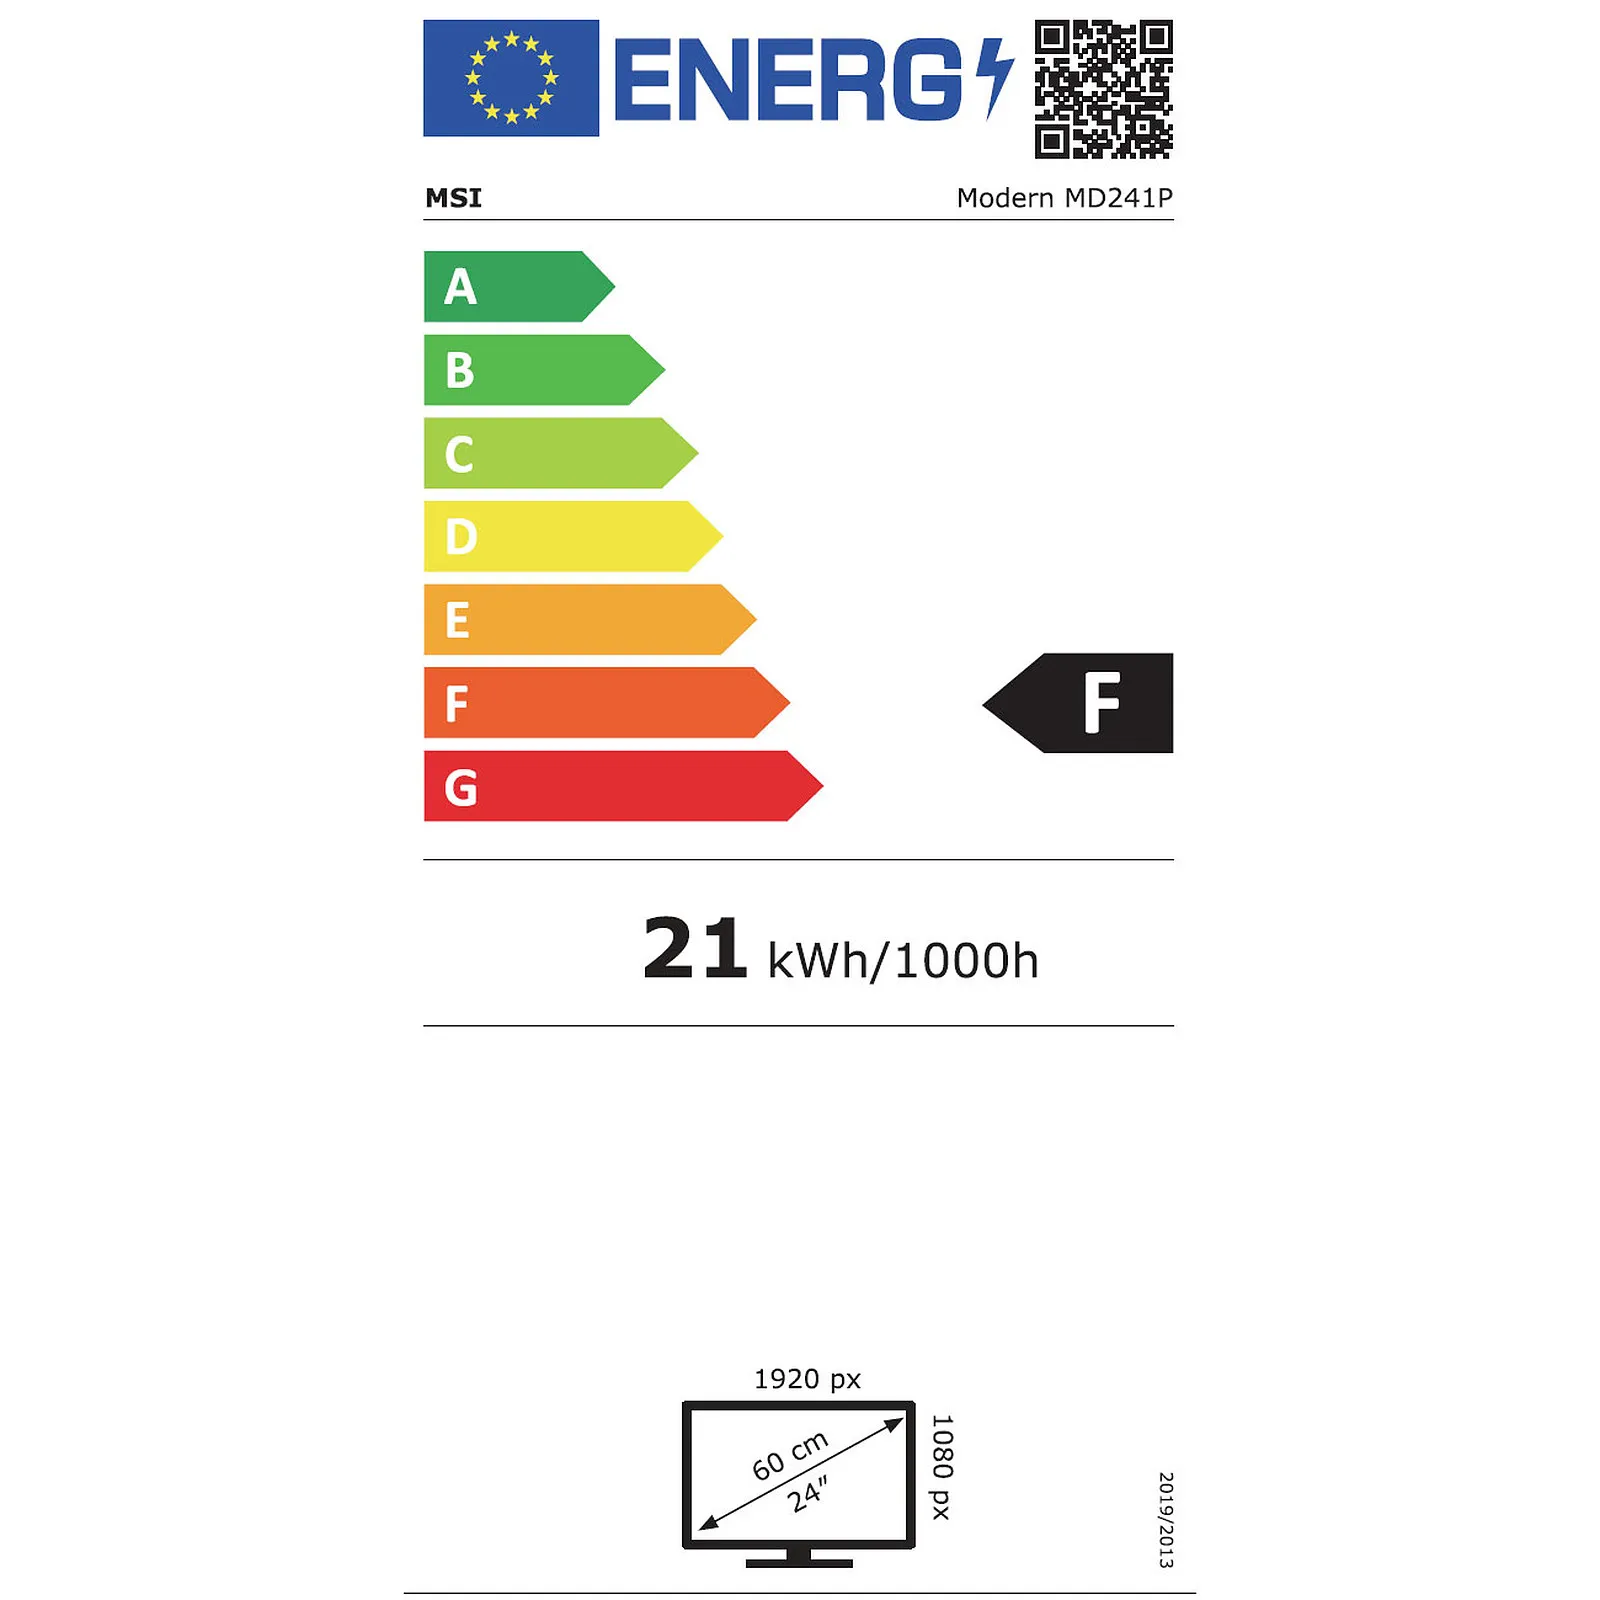 ENERG
MSI
Modern MD241P
A
B
C
D
E
F
G
F
21 kWh/1000h
1920 px
1080 px
60 cm
24"
2019/2013